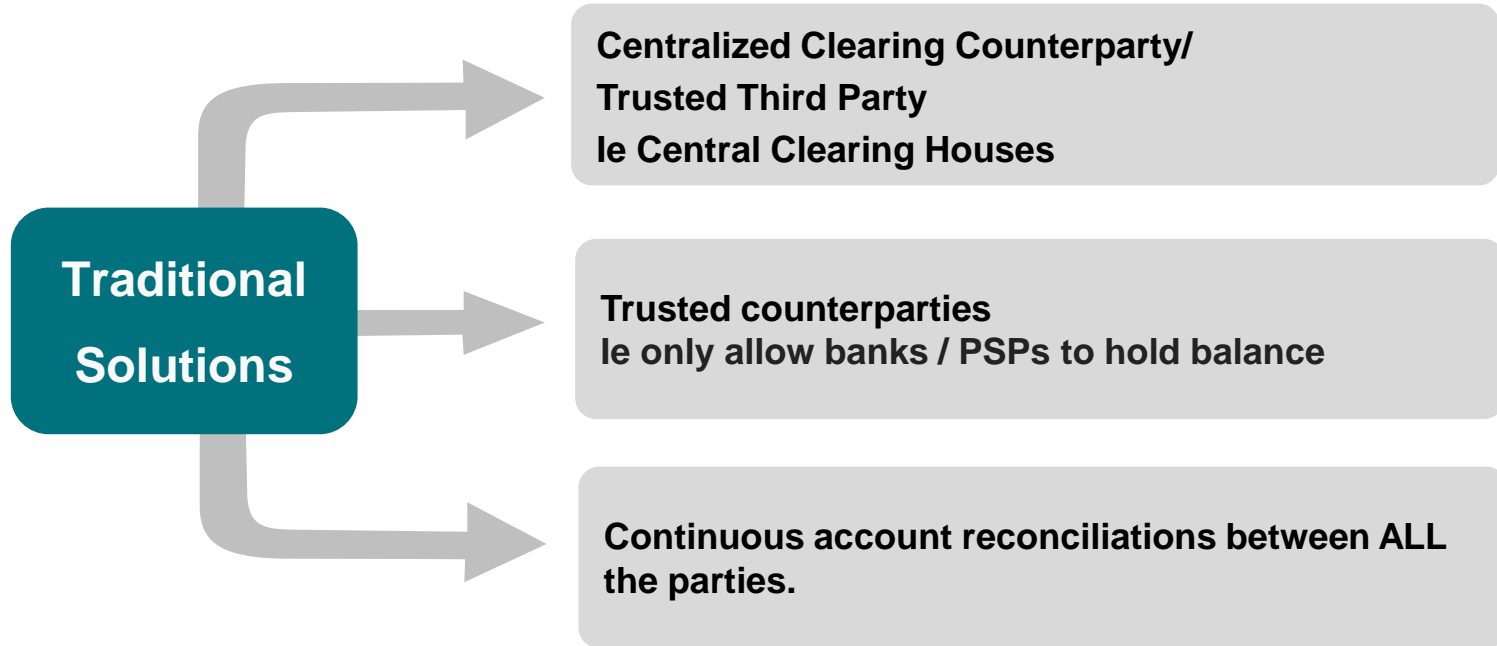 Centralized Clearing Counterparty/
Trusted Third Party
Ie Central Clearing Houses
Traditional
Solutions
Trusted counterparties
Ie only allow banks / PSPs to hold balance
Continuous account reconciliations between ALL
the parties.